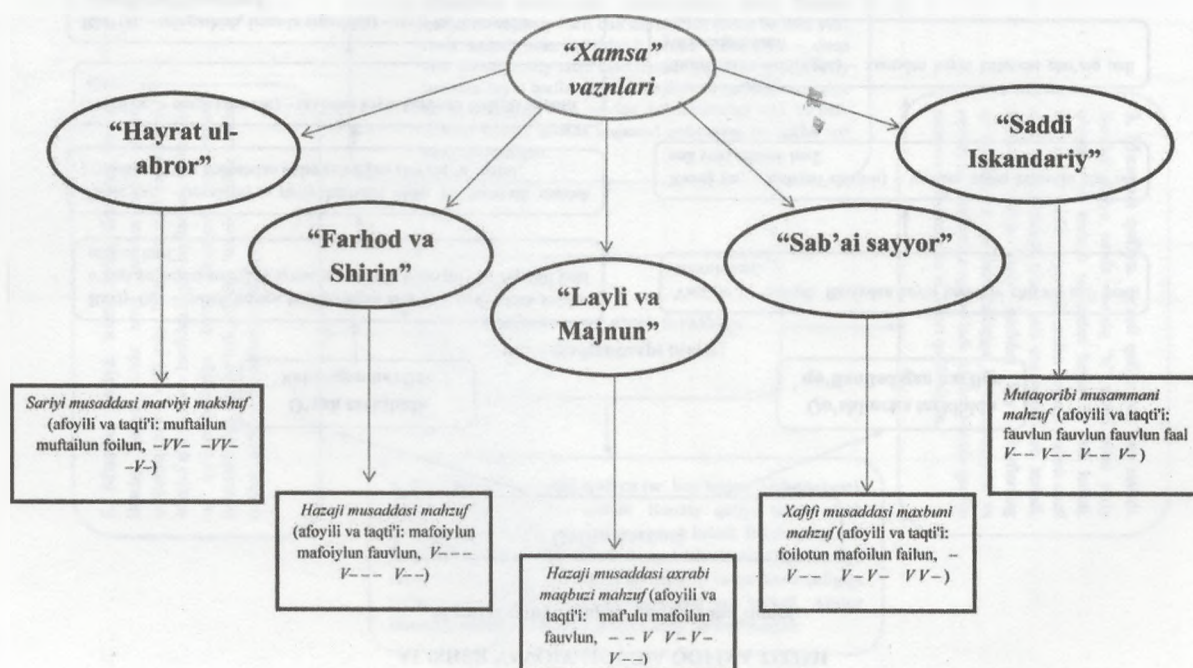 “Xamsa”
vaznlari
“Hayrat ul-
abror”
“Farhod va
Shirin”
“Layli va
Majnun”
“Sab’ai sayyor”
“Saddi
Iskandariy”
Sariyi musaddasi matviyi makshuf
(afoyili va taqti'i: muftailun
muftailun foilun, –VV– –VV–
–V–)
Hazaji musaddasi mahzuf
(afoyili va taqti'i: mafoiylun
mafoiylun fauvlun, V– – –
V– – – V– –)
Hazaji musaddasi axrabi
maqbuzi mahzuf (afoyili va
taqti'i: maf'ulu mafoilun
fauvlun, – – V V–V–
V– –)
Xafifi musaddasi maxbuni
mahzuf (afoyili va taqti'i:
foilotun mafoilun failun, –
V– – V–V– VV–)
Mutaqoribi musammani
mahzuf (afoyili va taqti'i:
fauvlun fauvlun fauvlun faal
V– – V– – V– – V–)